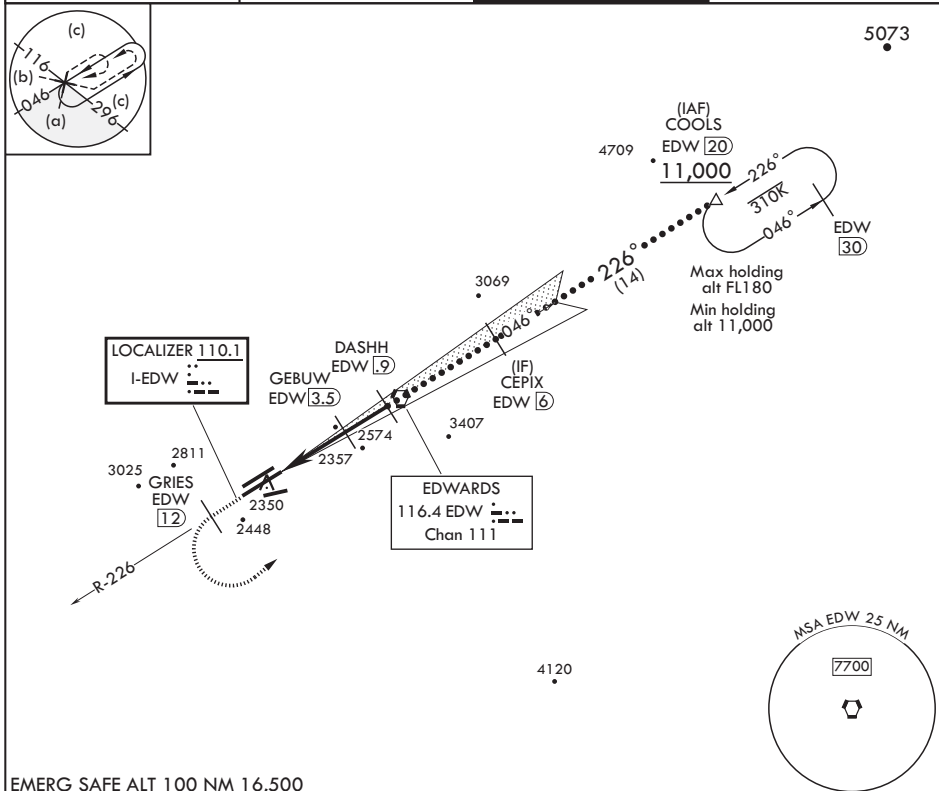 (c)
116
(b)
046
(a)
296
(c)
5073
(IAF)
COOLS
EDW 20
11,000
4709
226°
310K
046°
EDW
30
Max holding
alt FL180
Min holding
alt 11,000
226°
(14)
3069
046°
(IF)
CEPIX
EDW 6
DASHH
EDW .9
GEBUW
EDW 3.5
LOCALIZER 110.1
I-EDW
2574
2357
3407
2811
3025
GRIES
EDW
12
2350
2448
EDWARDS
116.4 EDW
Chan 111
R-226
MSA EDW 25 NM
7700
4120
EMERG SAFE ALT 100 NM 16,500